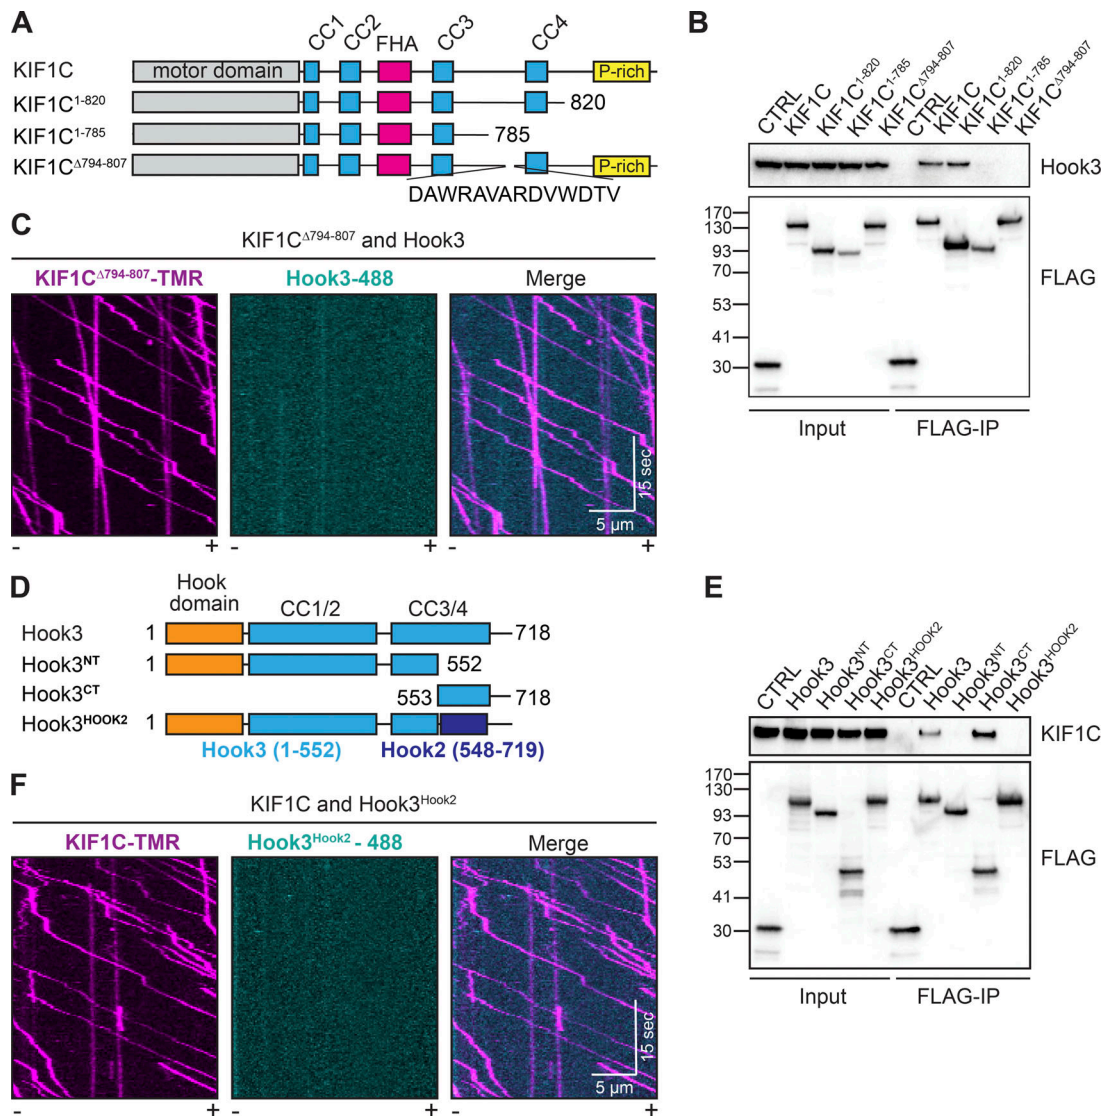 A
CC1 CC2 FHA CC3 CC4
KIF1C motor domain P-rich
KIF1C1-820 820
KIF1C1-785 785
KIF1CΔ794-807 P-rich
DAWRAVARDVWDTV
B
CTRL KIF1C KIF1C1-820 KIF1C1-785 KIF1CΔ794-807 CTRL KIF1C KIF1C1-820 KIF1C1-785 KIF1CΔ794-807
Hook3
170
130
93
70
53
41
30
FLAG
Input FLAG-IP
C
KIF1CΔ794-807 and Hook3
KIF1CΔ794-807-TMR Hook3-488 Merge
15 sec
5 µm
- + - + - +
D
Hook domain CC1/2 CC3/4
Hook3 1 718
Hook3NT 1 552
Hook3CT 553 718
Hook3HOOK2 1
Hook3 (1-552) Hook2 (548-719)
E
CTRL Hook3 Hook3NT Hook3CT Hook3HOOK2 CTRL Hook3 Hook3NT Hook3CT Hook3HOOK2
KIF1C
170
130
93
70
53
41
30
FLAG
Input FLAG-IP
F
KIF1C and Hook3Hook2
KIF1C-TMR Hook3Hook2 - 488 Merge
15 sec
5 µm
- + - + - +